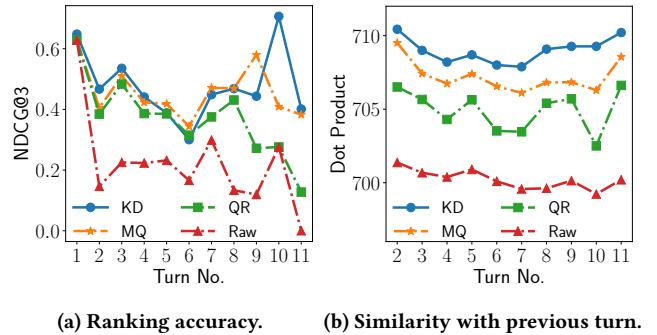 0.6
0.4
0.2
0.0
NDCG@3
KD
MQ
QR
Raw
1 2 3 4 5 6 7 8 9 10 11
Turn No.
(a) Ranking accuracy.
710
705
700
Dot Product
KD
MQ
QR
Raw
2 3 4 5 6 7 8 9 10 11
Turn No.
(b) Similarity with previous turn.